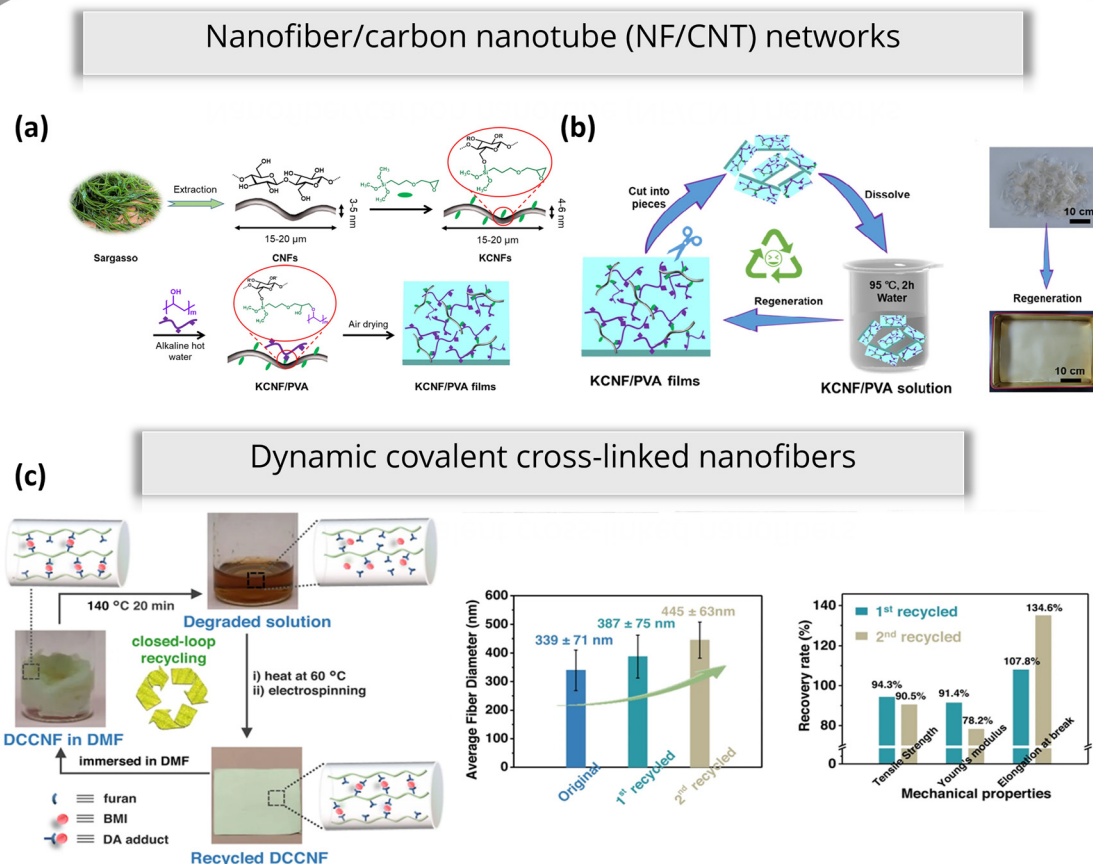 Nanofiber/carbon nanotube (NF/CNT) networks
(a)
Sargasso
Extraction
CNFs
15-20 μm
3-5 nm
KCNFs
15-20 μm
4-6 nm
Alkaline hot
water
KCNF/PVA
Air drying
KCNF/PVA films
(b)
Cut into
pieces
Dissolve
95 ℃, 2h
Water
Regeneration
KCNF/PVA films
KCNF/PVA solution
10 cm
Regeneration
10 cm
Dynamic covalent cross-linked nanofibers
(c)
140 °C 20 min
Degraded solution
closed-loop
recycling
i) heat at 60 °C
ii) electrospinning
DCCNF in DMF
immersed in DMF
furan
BMI
DA adduct
Recycled DCCNF
Average Fiber Diameter (nm)
600
500
400
300
200
100
0
339 ± 71 nm
387 ± 75 nm
445 ± 63nm
Original
1st recycled
2nd recycled
Recovery rate (%)
140
120
100
80
0
1st recycled
2nd recycled
94.3%
90.5%
91.4%
78.2%
107.8%
134.6%
Tensile Strength
Young's modulus
Elongation at break
Mechanical properties